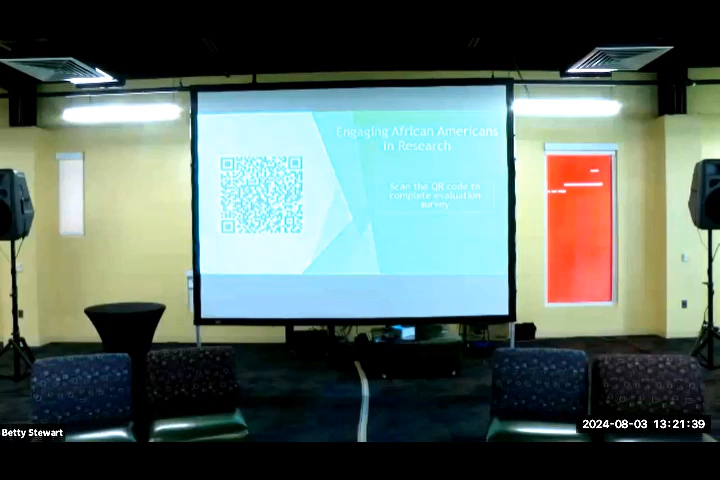 Engaging African Americans
in Research
Scan the QR code to
complete evaluation
survey
2024-08-03 13:21:39
Betty Stewart